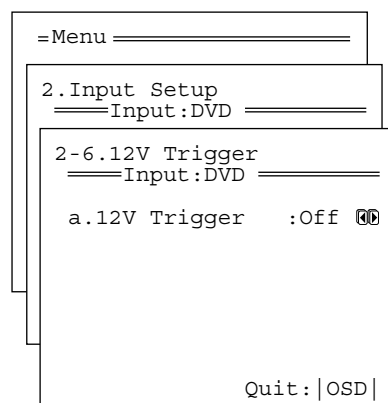 Menu
2.Input Setup
Input:DVD
2-6.12V Trigger
Input:DVD
a.12V Trigger :Off
Quit:|OSD|